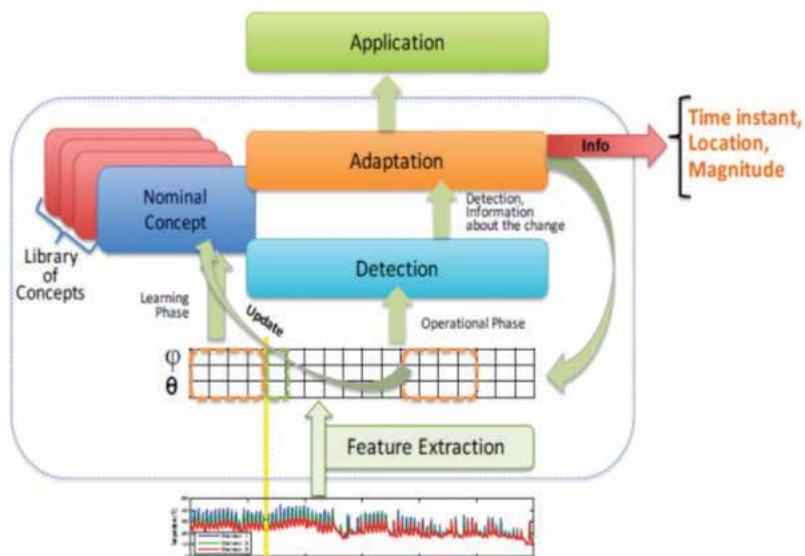 Application
Adaptation
Info
Time instant,
Location,
Magnitude
Nominal
Concept
Detection,
Information
about the change
Library
of
Concepts
Detection
Learning
Phase
Update
Operational Phase
φ
θ
Feature Extraction